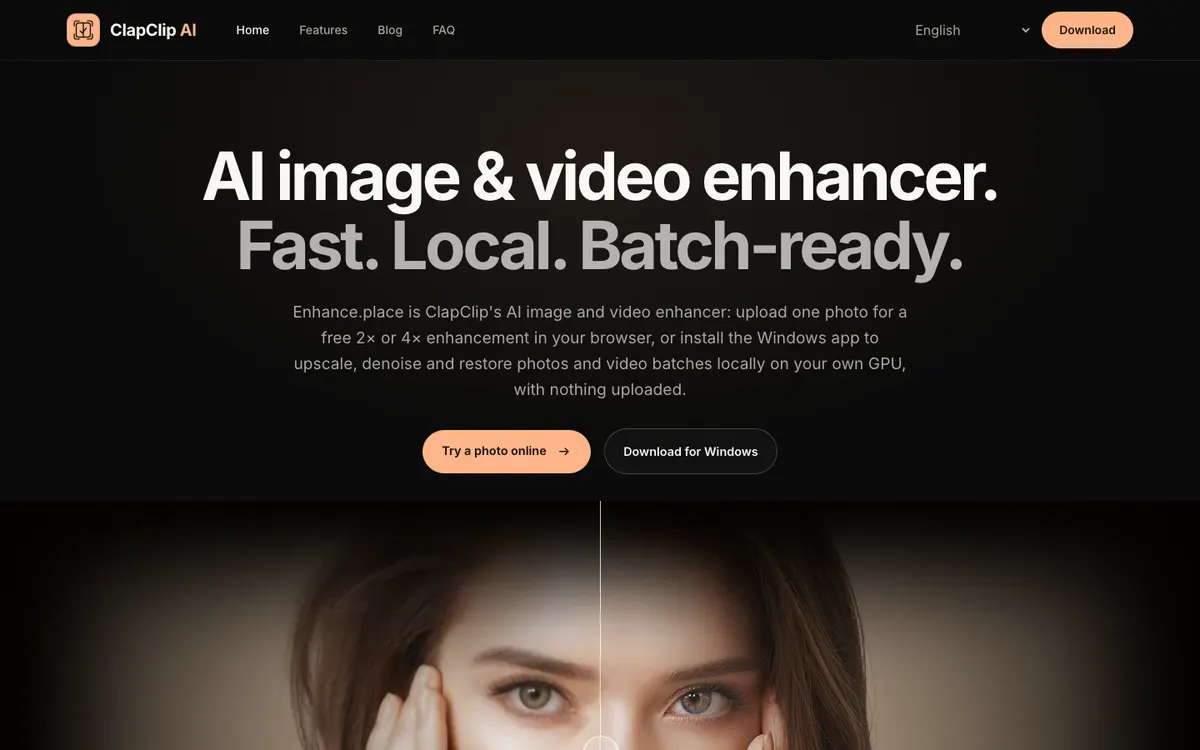 ClapClip AI
Home
Features
Blog
FAQ
English
Download
AI image & video enhancer.
Fast. Local. Batch-ready.
Enhance.place is ClapClip's AI image and video enhancer: upload one photo for a
free 2× or 4× enhancement in your browser, or install the Windows app to
upscale, denoise and restore photos and video batches locally on your own GPU,
with nothing uploaded.
Try a photo online →
Download for Windows